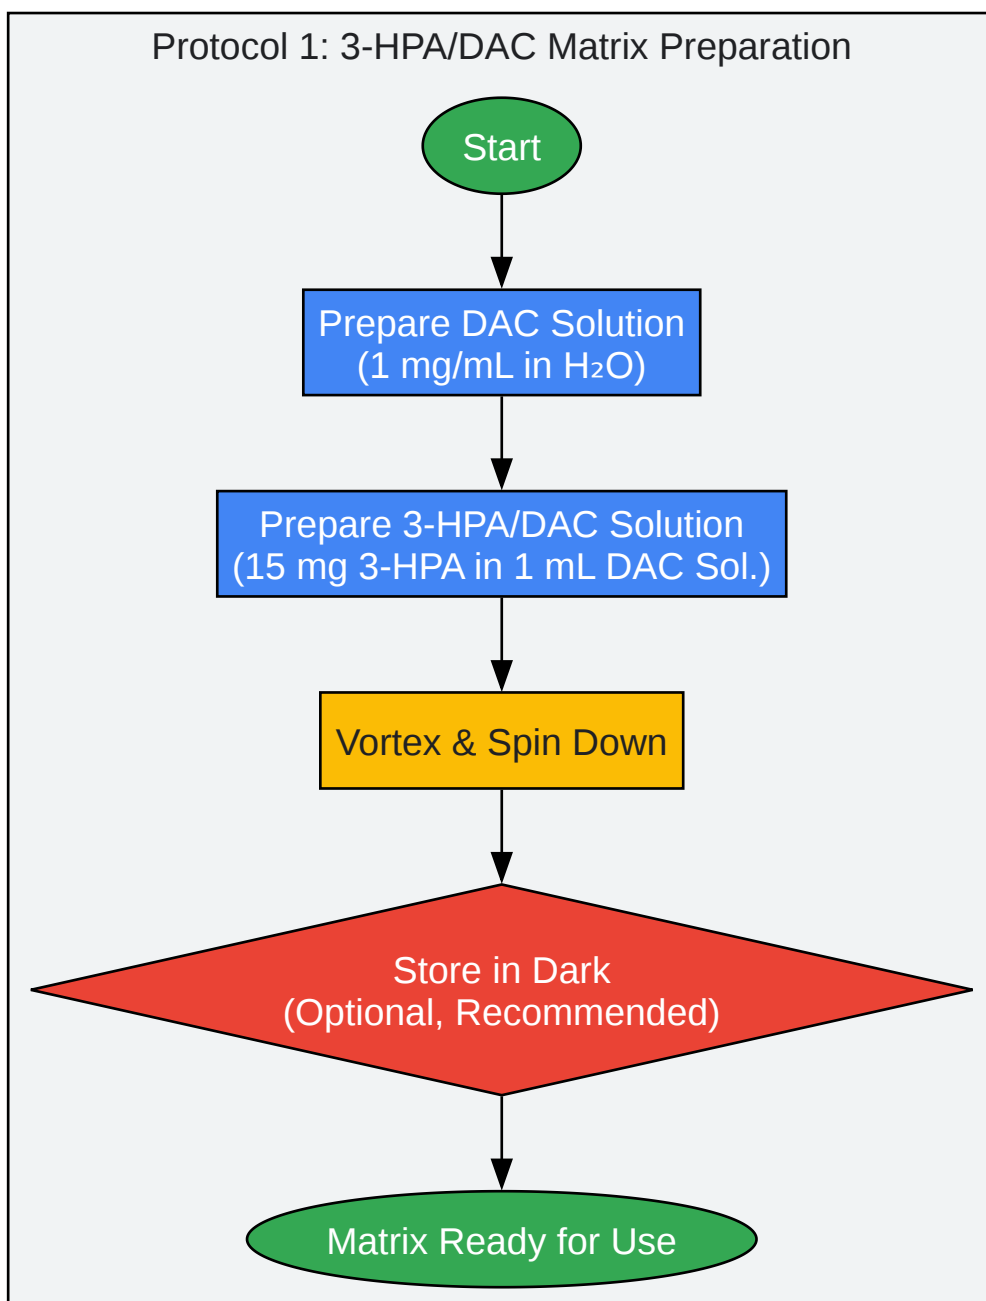 Protocol 1: 3-HPA/DAC Matrix Preparation
Start
Prepare DAC Solution
(1 mg/mL in H₂O)
Prepare 3-HPA/DAC Solution
(15 mg 3-HPA in 1 mL DAC Sol.)
Vortex & Spin Down
Store in Dark
(Optional, Recommended)
Matrix Ready for Use